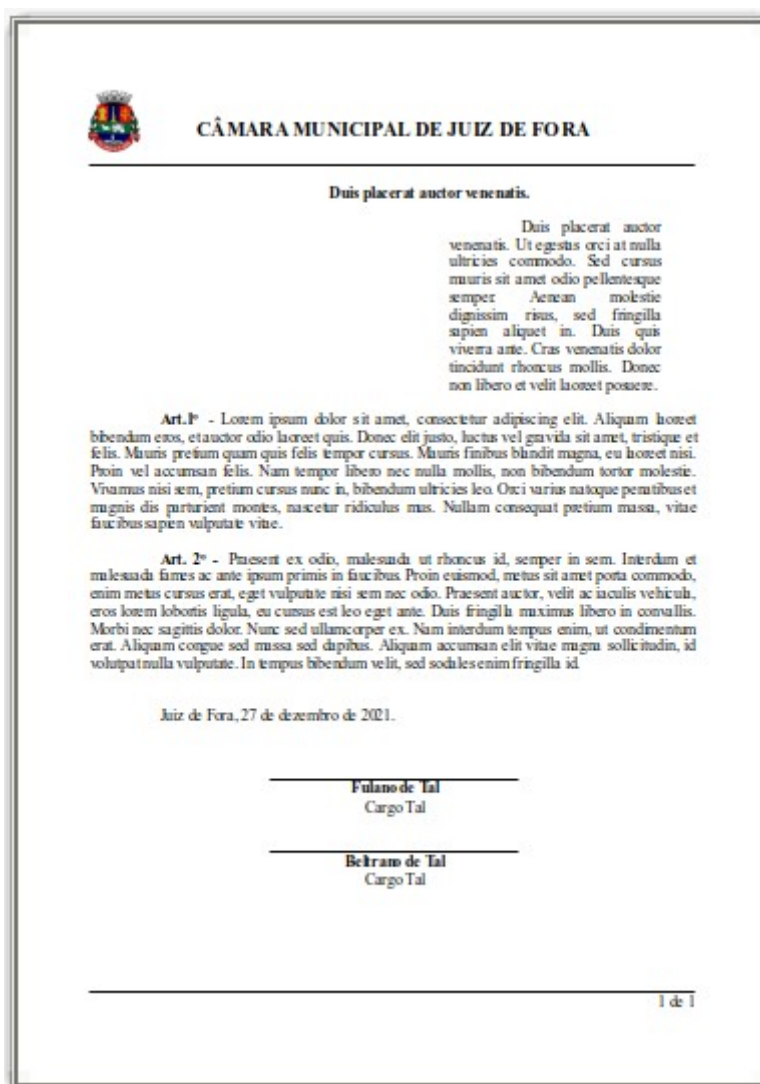 CÂMARA MUNICIPAL DE JUIZ DE FORA
Duis placerat auctor venenatis.
Duis placerat auctor
venenatis. Ut egestas orci at nulla
ultricies commodo. Sed cursus
mauris sit amet odio pellentesque
semper. Aenean molestie
dignissim risus, sed fringilla
sapien aliquet in. Duis quis
viverra ante. Cras venenatis dolor
tincidunt rhoncus mollis. Donec
non libero et velit laoreet posuere.
Art.1º - Lorem ipsum dolor sit amet, consectetur adipiscing elit. Aliquam laoreet
bibendum eros, et auctor odio laoreet quis. Donec elit justo, luctus vel gravida sit amet, tristique et
felis. Mauris pretium quam quis felis tempor cursus. Mauris finibus blandit magna, eu laoreet nisi.
Proin vel accumsan felis. Nam tempor libero nec nulla mollis, non bibendum tortor molestie.
Vivamus nisi sem, pretium cursus nunc in, bibendum ultricies leo. Orci varius natoque penatibus et
magnis dis parturient montes, nascetur ridiculus mus. Nullam consequat pretium massa, vitae
faucibus sapien vulputate vitae.
Art. 2º - Praesent ex odio, malesuada ut rhoncus id, semper in sem. Interdum et
malesuada fames ac ante ipsum primis in faucibus. Proin euismod, metus sit amet porta commodo,
enim metus cursus erat, eget vulputate nisi sem nec odio. Praesent auctor, velit ac iaculis vehicula,
eros lorem lobortis ligula, eu cursus est leo eget ante. Duis fringilla maximus libero in convallis.
Morbi nec sagittis dolor. Nunc sed ullamcorper ex. Nam interdum tempus enim, ut condimentum
erat. Aliquam congue sed massa sed dapibus. Aliquam accumsan elit vitae magna sollicitudin, id
volutpat nulla vulputate. In tempus bibendum velit, sed sodales enim fringilla id.
Juiz de Fora, 27 de dezembro de 2021.
Fulano de Tal
Cargo Tal
Beltrano de Tal
Cargo Tal
1 de 1